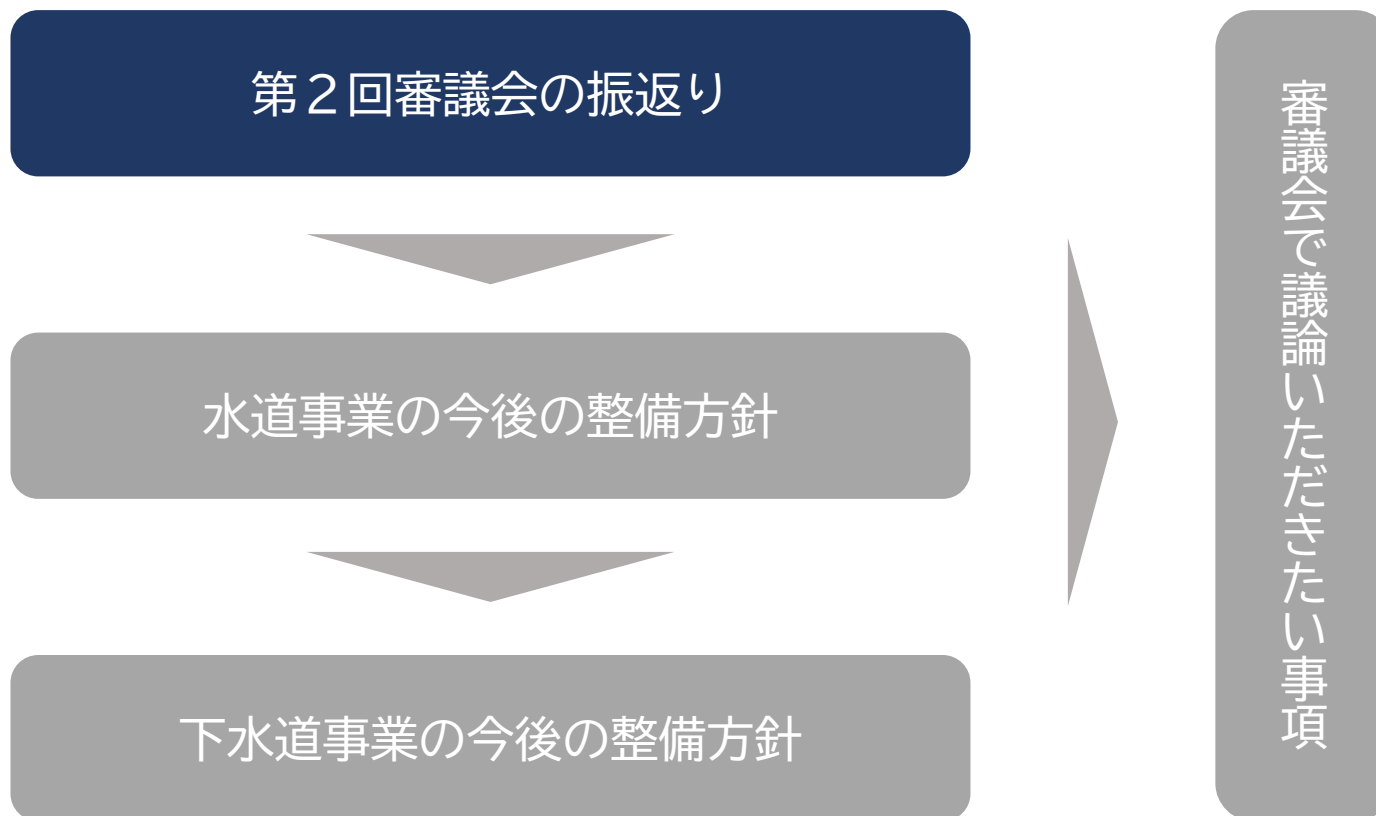 第２回審議会の振返り
水道事業の今後の整備方針
下水道事業の今後の整備方針
審議会で議論いただきたい事項